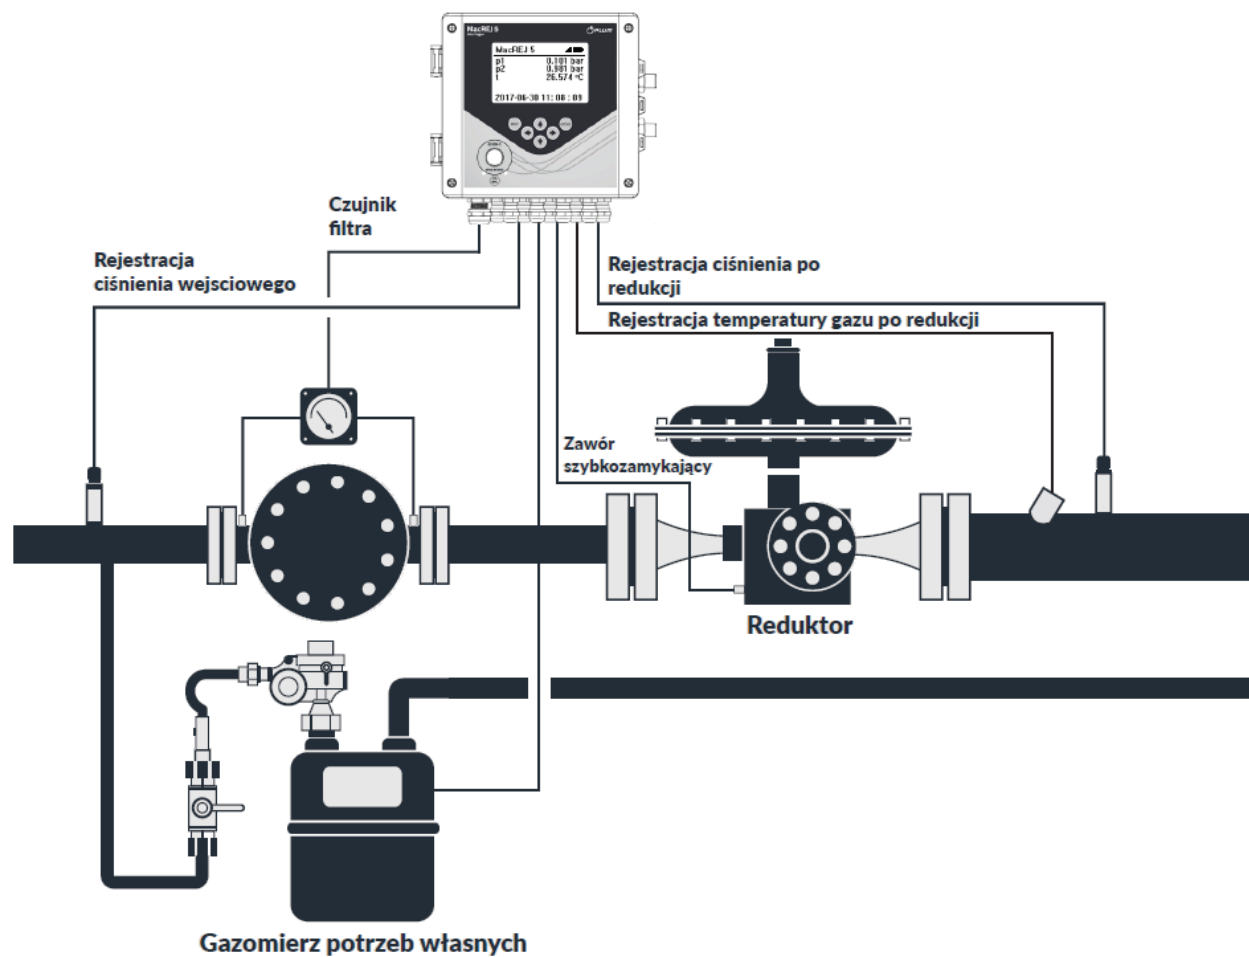 MacREJ 5
PLUM
MacREJ 5
p1 0.101 bar
p2 0.981 bar
t 26.574 °C
2017-06-30 11:08:09
Czujnik
filtra
Rejestracja
ciśnienia wejsciowego
Rejestracja ciśnienia po
redukcji
Rejestracja temperatury gazu po redukcji
Zawór
szybkozamykający
Reduktor
Gazomierz potrzeb własnych